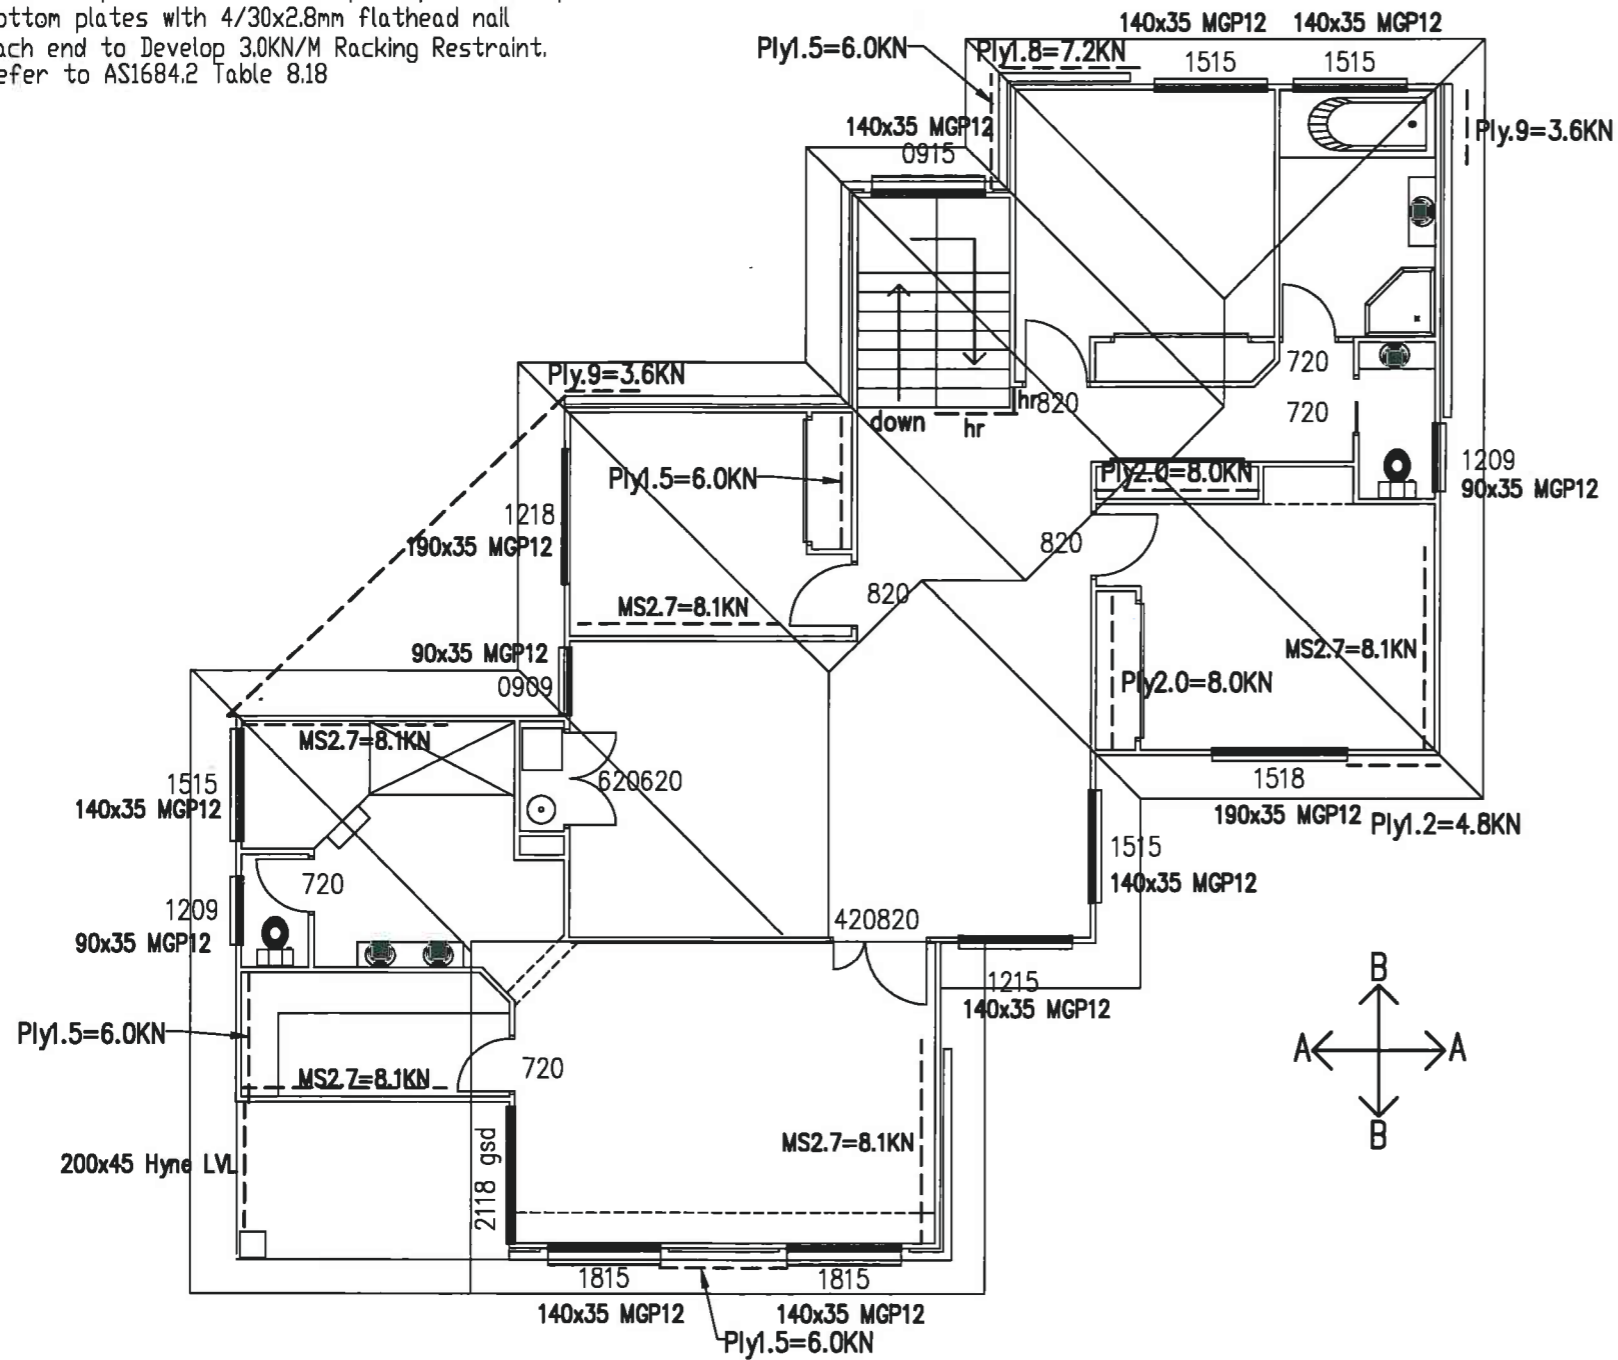 ottom plates with 4/30x2.8mm flathead nail
ach end to Develop 3.0KN/M Racking Restraint.
efer to AS1684.2 Table 8.18
140x35 MGP12
140x35 MGP12
Ply1.5=6.0KN
Ply1.8=7.2KN
1515
1515
140x35 MGP12
0915
Ply.9=3.6KN
Ply.9=3.6KN
720
hr
820
720
down
hr
Ply1.5=6.0KN
Ply2.0=8.0KN
1209
90x35 MGP12
1218
190x35 MGP12
820
820
MS2.7=8.1KN
MS2.7=8.1KN
90x35 MGP12
0909
Ply2.0=8.0KN
MS2.7=8.1KN
1515
140x35 MGP12
620620
1518
190x35 MGP12
Ply1.2=4.8KN
1515
140x35 MGP12
720
1209
90x35 MGP12
420820
1215
140x35 MGP12
Ply1.5=6.0KN
MS2.7=8.1KN
720
B
A
A
B
MS2.7=8.1KN
200x45 Hyne LVL
2118 gsd
1815
1815
140x35 MGP12
140x35 MGP12
Ply1.5=6.0KN